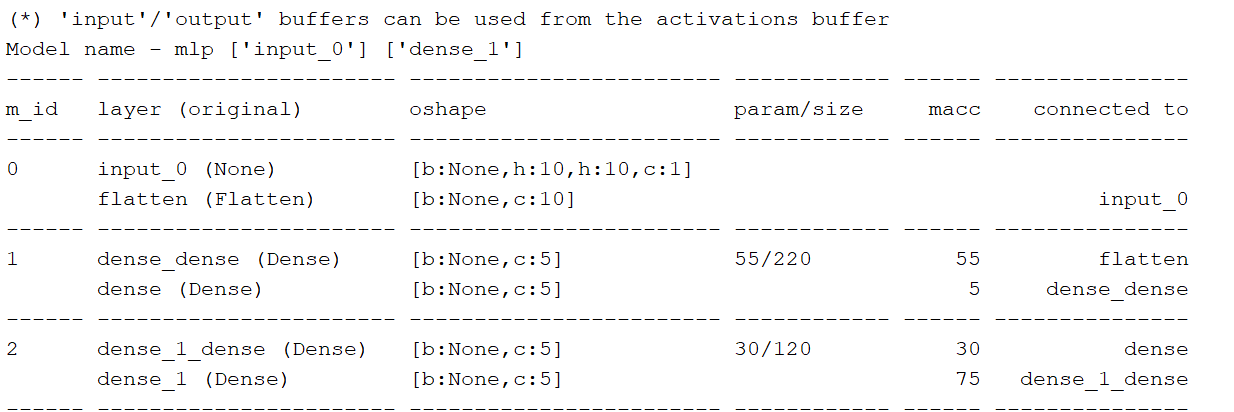 (*) 'input'/'output' buffers can be used from the activations buffer
Model name - mlp ['input_0'] ['dense_1']
------ ----------------------- ------------------------ ------------ ------ ---------------
m_id   layer (original)        oshape                   param/size     macc    connected to
------ ----------------------- ------------------------ ------------ ------ ---------------
0      input_0 (None)          [b:None,h:10,h:10,c:1]
       flatten (Flatten)       [b:None,c:10]                                        input_0
------ ----------------------- ------------------------ ------------ ------ ---------------
1      dense_dense (Dense)     [b:None,c:5]             55/220           55         flatten
       dense (Dense)           [b:None,c:5]                               5     dense_dense
------ ----------------------- ------------------------ ------------ ------ ---------------
2      dense_1_dense (Dense)   [b:None,c:5]             30/120           30           dense
       dense_1 (Dense)         [b:None,c:5]                              75   dense_1_dense
------ ----------------------- ------------------------ ------------ ------ ---------------